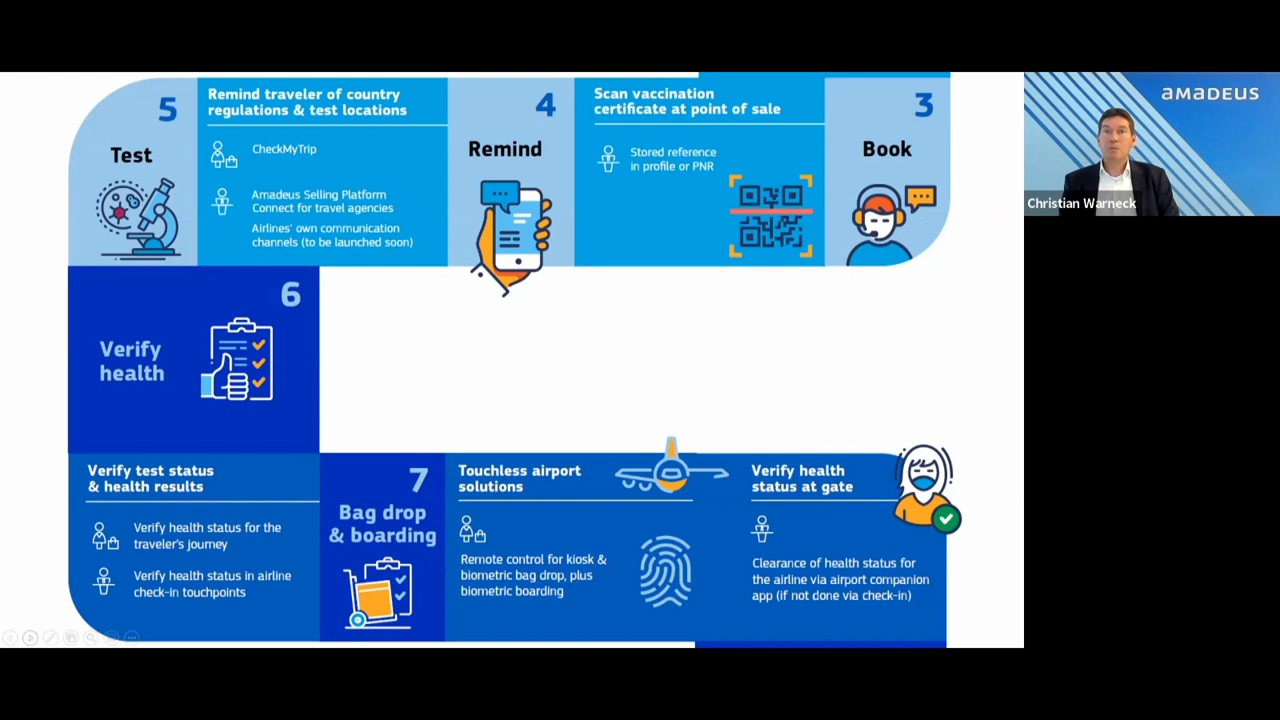 5
Test
Remind traveler of country
regulations & test locations
CheckMyTrip
Amadeus Selling Platform
Connect for travel agencies
Airlines' own communication
channels (to be launched soon)
4
Remind
Scan vaccination
certificate at point of sale
Stored reference
in profile or PNR
3
Book
amadeus
Christian Warneck
6
Verify
health
Verify test status
& health results
Verify health status for the
traveler's journey
Verify health status in airline
check-in touchpoints
7
Bag drop
& boarding
Touchless airport
solutions
Remote control for kiosk &
biometric bag drop, plus
biometric boarding
Verify health
status at gate
Clearance of health status for
the airline via airport companion
app (if not done via check-in)